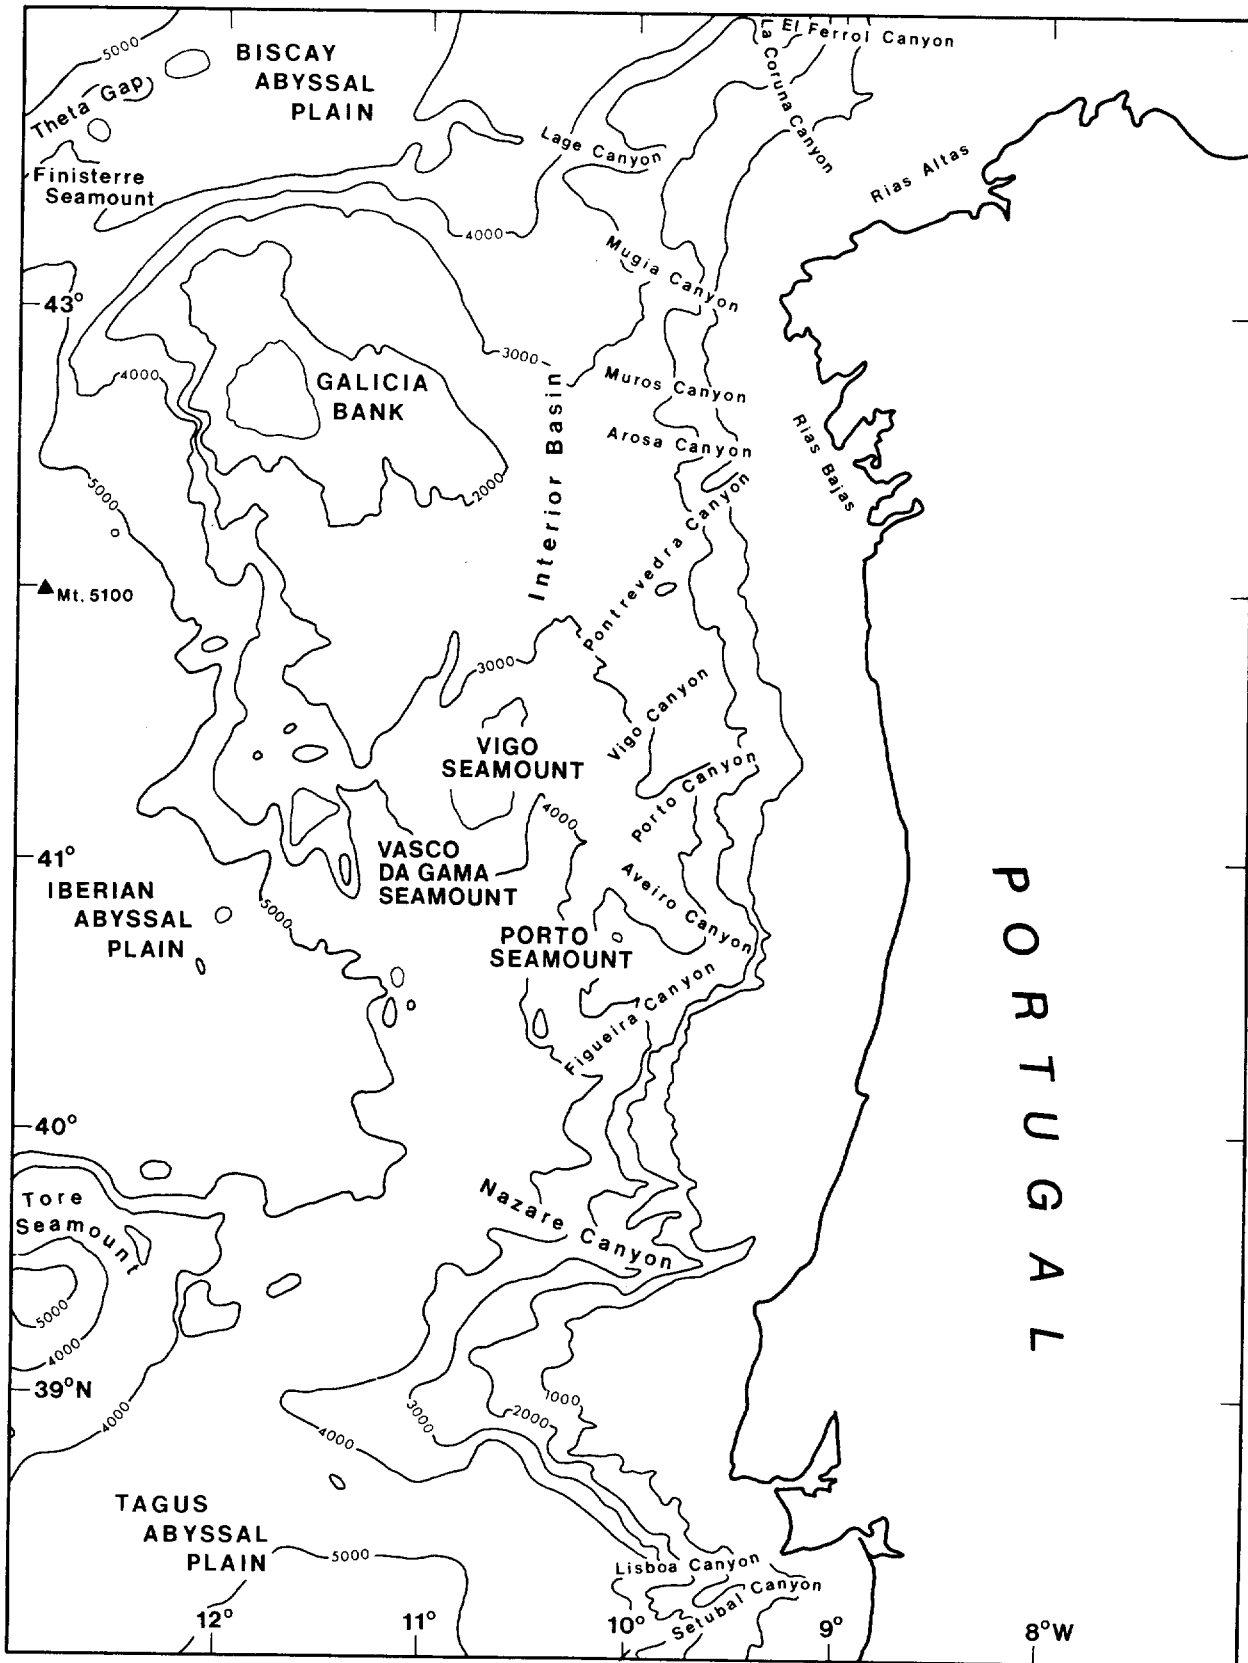 5000
BISCAY
ABYSSAL
PLAIN
El Ferrol Canyon
La Coruna Canyon
Theta Gap
Lage Canyon
Rias Altas
Finisterre
Seamount
4000
Mugia Canyon
43°
3000
4000
GALICIA
BANK
Muros Canyon
Interior Basin
Arosa Canyon
Rias Bajas
5000
2000
Pontrevedra Canyon
Mt. 5100
3000
Vigo Canyon
VIGO
SEAMOUNT
Porto Canyon
4000
41°
VASCO
DA GAMA
SEAMOUNT
IBERIAN
ABYSSAL
PLAIN
5000
Aveiro Canyon
PORTO
SEAMOUNT
Figueira Canyon
PORTUGAL
40°
Tore
Seamount
Nazare Canyon
5000
4000
39°N
4000
3000
2000
1000
4000
TAGUS
ABYSSAL
PLAIN
5000
Lisboa Canyon
Setubal Canyon
12°
11°
10°
9°
8°W